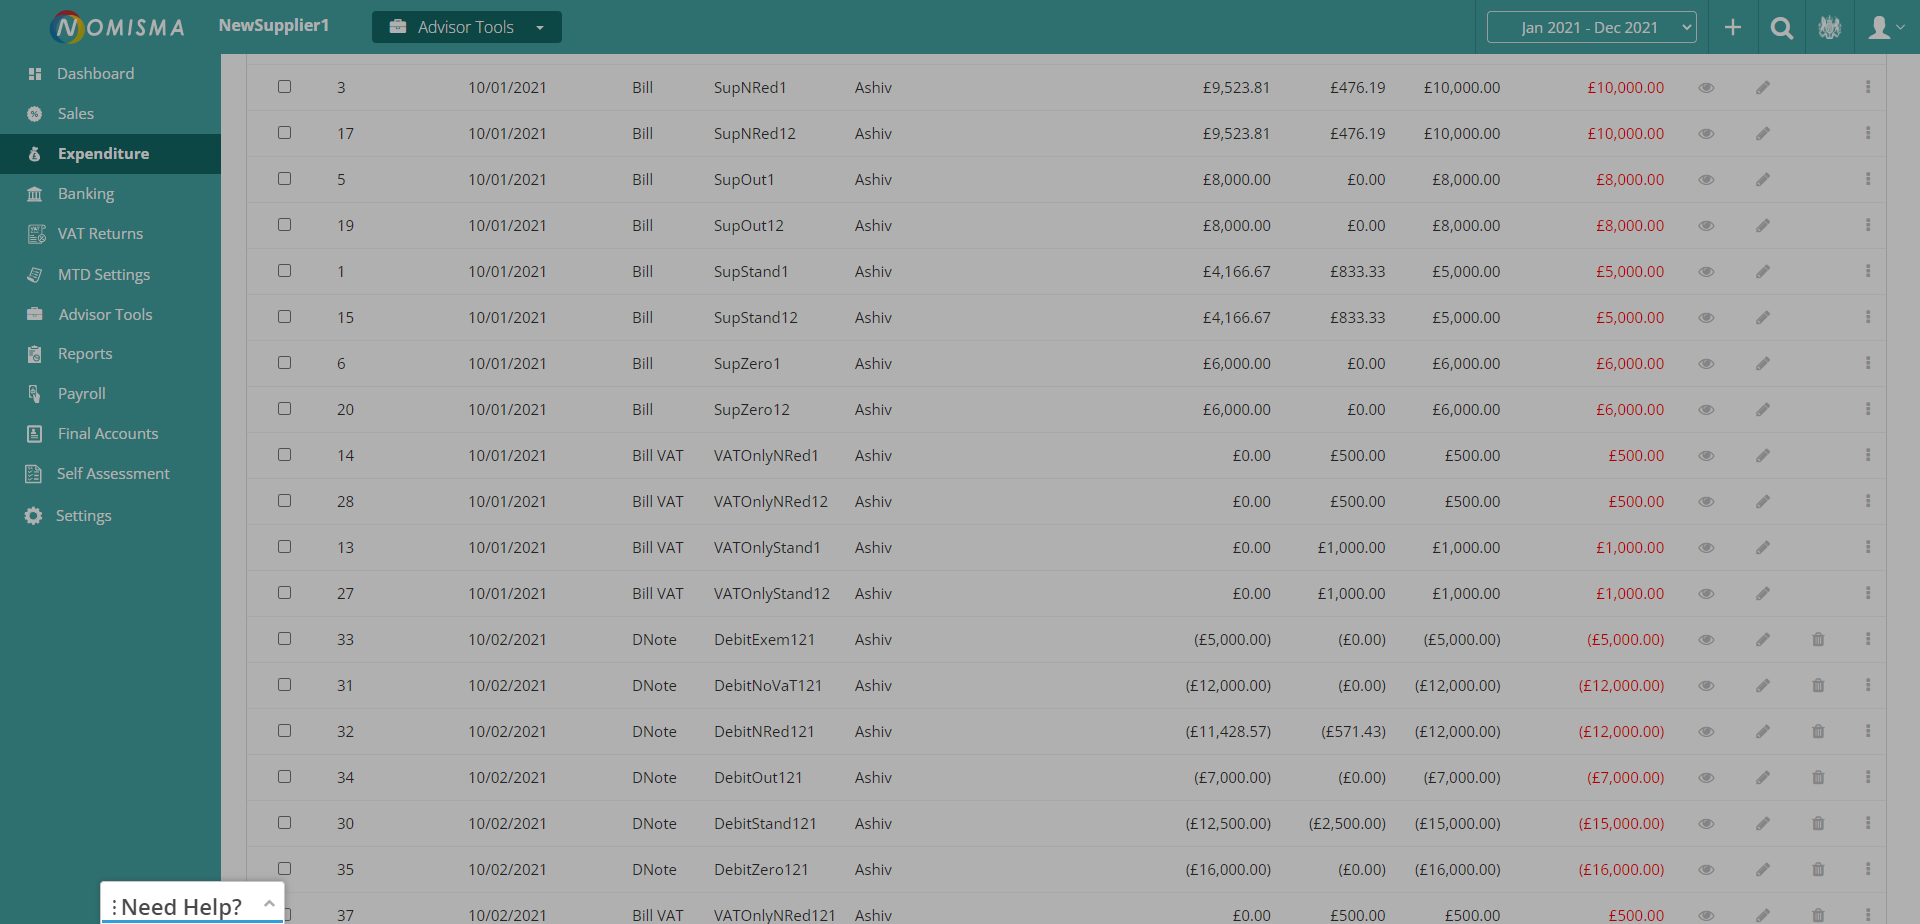 NOMISMA NewSupplier1 Advisor Tools Jan 2021 - Dec 2021
Dashboard
Sales
Expenditure
Banking
VAT Returns
MTD Settings
Advisor Tools
Reports
Payroll
Final Accounts
Self Assessment
Settings
3 10/01/2021 Bill SupNRed1 Ashiv £9,523.81 £476.19 £10,000.00 £10,000.00
17 10/01/2021 Bill SupNRed12 Ashiv £9,523.81 £476.19 £10,000.00 £10,000.00
5 10/01/2021 Bill SupOut1 Ashiv £8,000.00 £0.00 £8,000.00 £8,000.00
19 10/01/2021 Bill SupOut12 Ashiv £8,000.00 £0.00 £8,000.00 £8,000.00
1 10/01/2021 Bill SupStand1 Ashiv £4,166.67 £833.33 £5,000.00 £5,000.00
15 10/01/2021 Bill SupStand12 Ashiv £4,166.67 £833.33 £5,000.00 £5,000.00
6 10/01/2021 Bill SupZero1 Ashiv £6,000.00 £0.00 £6,000.00 £6,000.00
20 10/01/2021 Bill SupZero12 Ashiv £6,000.00 £0.00 £6,000.00 £6,000.00
14 10/01/2021 Bill VAT VATOnlyNRed1 Ashiv £0.00 £500.00 £500.00 £500.00
28 10/01/2021 Bill VAT VATOnlyNRed12 Ashiv £0.00 £500.00 £500.00 £500.00
13 10/01/2021 Bill VAT VATOnlyStand1 Ashiv £0.00 £1,000.00 £1,000.00 £1,000.00
27 10/01/2021 Bill VAT VATOnlyStand12 Ashiv £0.00 £1,000.00 £1,000.00 £1,000.00
33 10/02/2021 DNote DebitExem121 Ashiv (£5,000.00) (£0.00) (£5,000.00) (£5,000.00)
31 10/02/2021 DNote DebitNoVaT121 Ashiv (£12,000.00) (£0.00) (£12,000.00) (£12,000.00)
32 10/02/2021 DNote DebitNRed121 Ashiv (£11,428.57) (£571.43) (£12,000.00) (£12,000.00)
34 10/02/2021 DNote DebitOut121 Ashiv (£7,000.00) (£0.00) (£7,000.00) (£7,000.00)
30 10/02/2021 DNote DebitStand121 Ashiv (£12,500.00) (£2,500.00) (£15,000.00) (£15,000.00)
35 10/02/2021 DNote DebitZero121 Ashiv (£16,000.00) (£0.00) (£16,000.00) (£16,000.00)
37 10/02/2021 Bill VAT VATOnlyNRed121 Ashiv £0.00 £500.00 £500.00 £500.00
Need Help?